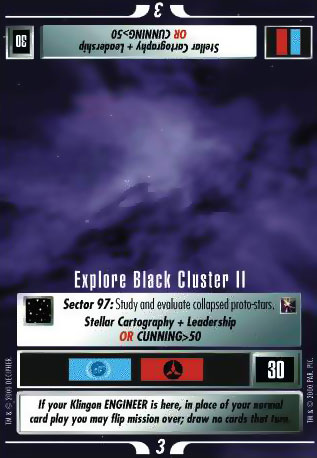 3
Stellar Cartography + Leadership
OR CUNNING>50
30
Explore Black Cluster II
Sector 97: Study and evaluate collapsed proto-stars.
Stellar Cartography + Leadership
OR CUNNING>50
30
If your Klingon ENGINEER is here, in place of your normal
card play you may flip mission over; draw no cards that turn.
3
TM & © 2000 DECIPHER.
TM & © 2000 PAR. PIC.